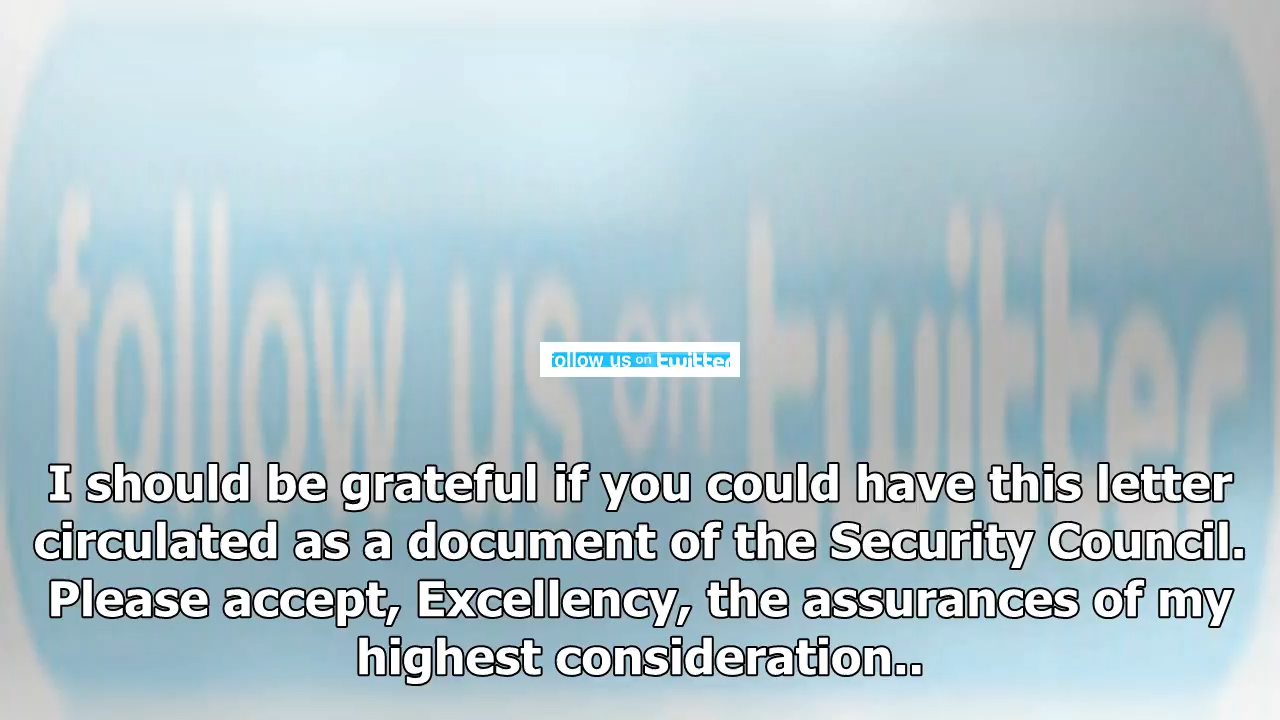 follow us on twitter
follow us on twitter
I should be grateful if you could have this letter
circulated as a document of the Security Council.
Please accept, Excellency, the assurances of my
highest consideration..